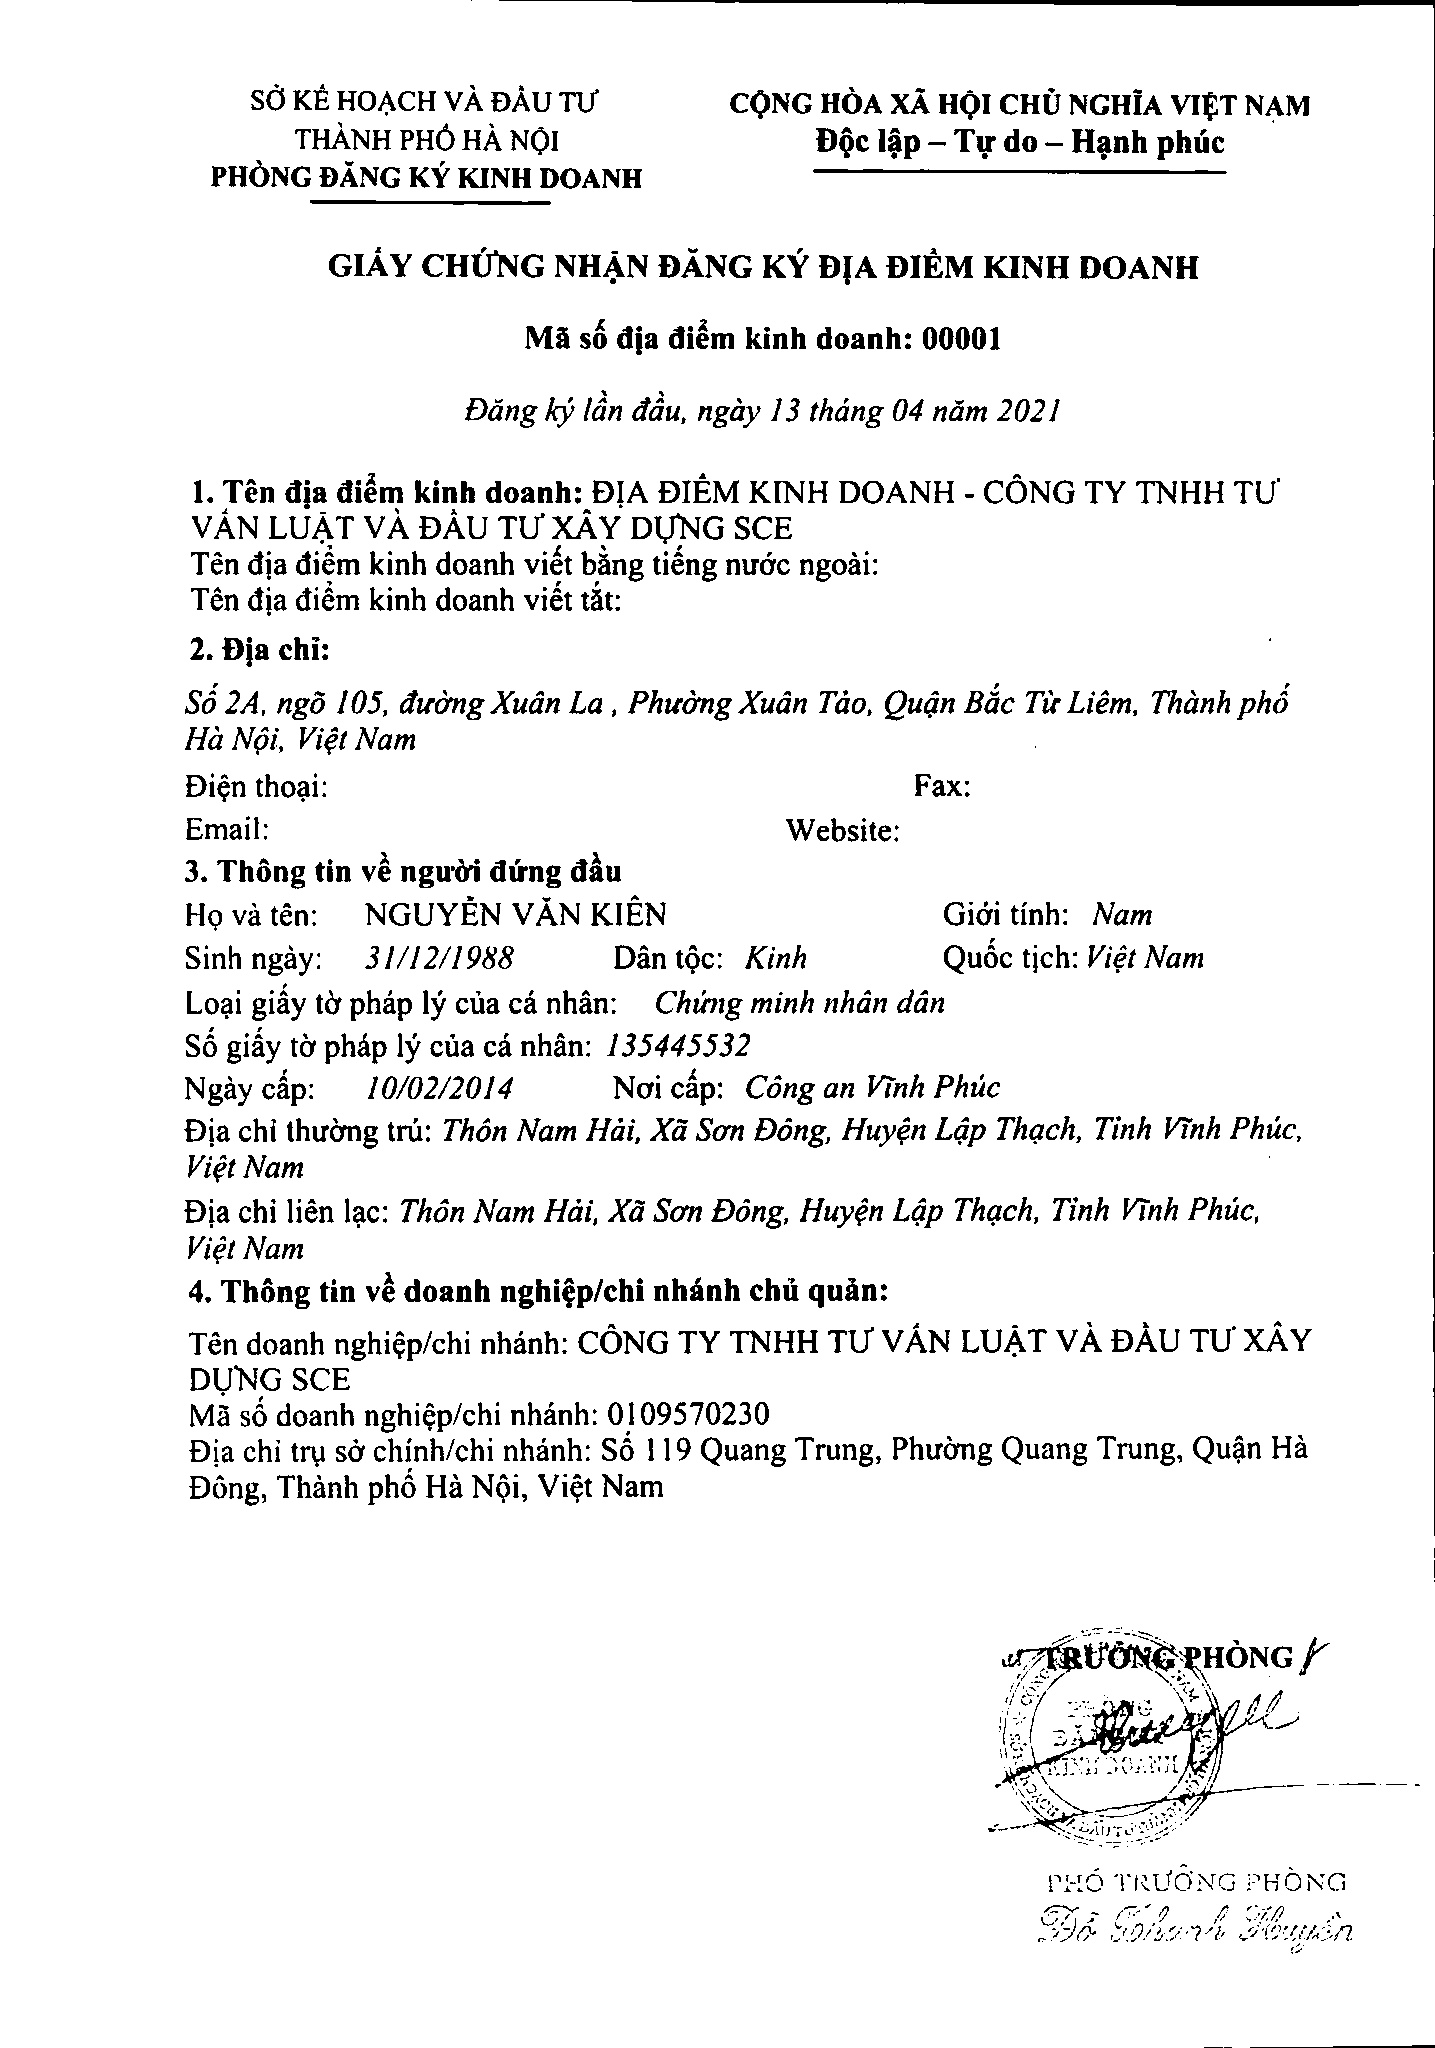 SỞ KẾ HOẠCH VÀ ĐẦU TƯ
THÀNH PHỐ HÀ NỘI
PHÒNG ĐĂNG KÝ KINH DOANH
CỘNG HÒA XÃ HỘI CHỦ NGHĨA VIỆT NAM
Độc lập – Tự do – Hạnh phúc
GIẤY CHỨNG NHẬN ĐĂNG KÝ ĐỊA ĐIỂM KINH DOANH
Mã số địa điểm kinh doanh: 00001
Đăng ký lần đầu, ngày 13 tháng 04 năm 2021
1. Tên địa điểm kinh doanh: ĐỊA ĐIỂM KINH DOANH - CÔNG TY TNHH TƯ
VẤN LUẬT VÀ ĐẦU TƯ XÂY DỰNG SCE
Tên địa điểm kinh doanh viết bằng tiếng nước ngoài:
Tên địa điểm kinh doanh viết tắt:
2. Địa chỉ:
Số 2A, ngõ 105, đường Xuân La , Phường Xuân Tảo, Quận Bắc Từ Liêm, Thành phố
Hà Nội, Việt Nam
Điện thoại: Fax:
Email: Website:
3. Thông tin về người đứng đầu
Họ và tên: NGUYỄN VĂN KIÊN Giới tính: Nam
Sinh ngày: 31/12/1988 Dân tộc: Kinh Quốc tịch: Việt Nam
Loại giấy tờ pháp lý của cá nhân: Chứng minh nhân dân
Số giấy tờ pháp lý của cá nhân: 135445532
Ngày cấp: 10/02/2014 Nơi cấp: Công an Vĩnh Phúc
Địa chỉ thường trú: Thôn Nam Hải, Xã Sơn Đông, Huyện Lập Thạch, Tỉnh Vĩnh Phúc,
Việt Nam
Địa chỉ liên lạc: Thôn Nam Hải, Xã Sơn Đông, Huyện Lập Thạch, Tỉnh Vĩnh Phúc,
Việt Nam
4. Thông tin về doanh nghiệp/chi nhánh chủ quản:
Tên doanh nghiệp/chi nhánh: CÔNG TY TNHH TƯ VẤN LUẬT VÀ ĐẦU TƯ XÂY
DỰNG SCE
Mã số doanh nghiệp/chi nhánh: 0109570230
Địa chỉ trụ sở chính/chi nhánh: Số 119 Quang Trung, Phường Quang Trung, Quận Hà
Đông, Thành phố Hà Nội, Việt Nam
TRƯỞNG PHÒNG
PHÒNG
KINH DOANH
PHÓ TRƯỞNG PHÒNG
Đỗ Khanh Huyền